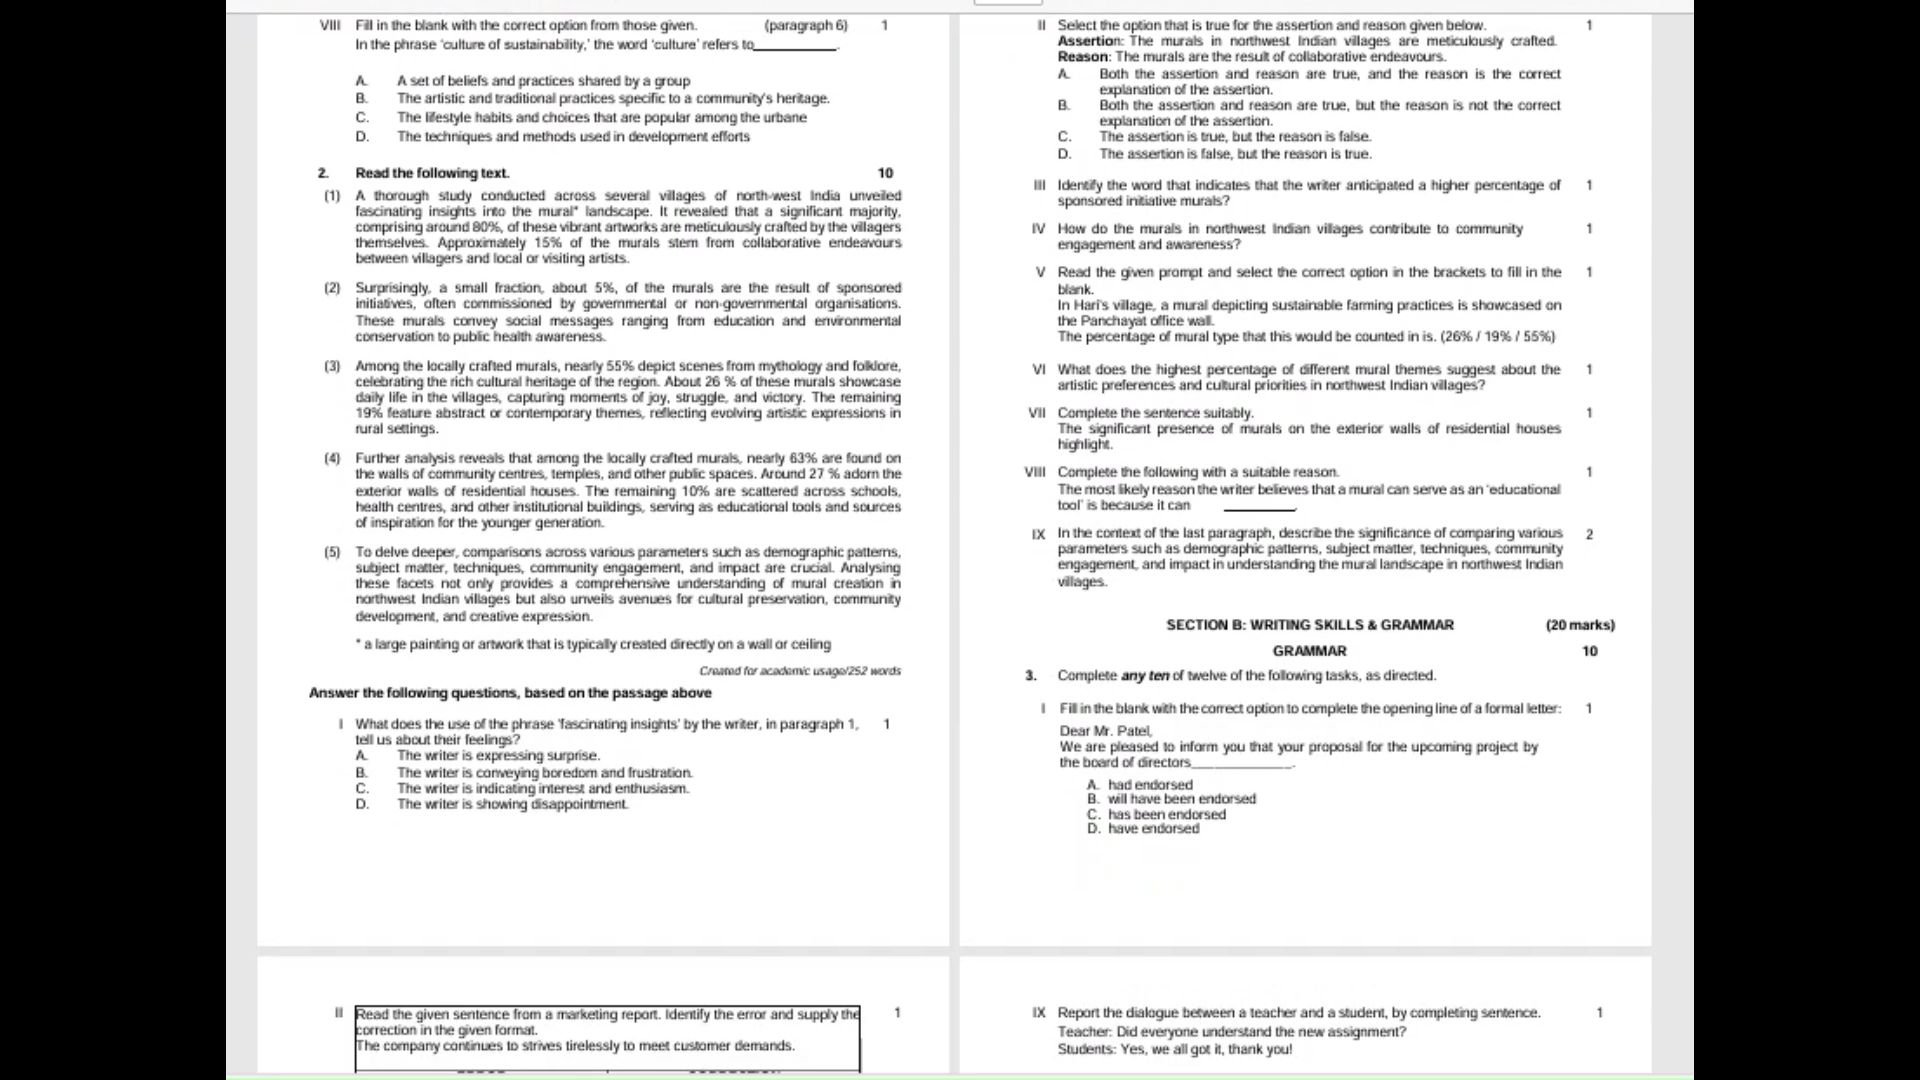 VIII Fill in the blank with the correct option from those given. (paragraph 6) 1
In the phrase 'culture of sustainability,' the word 'culture' refers to__________.
A. A set of beliefs and practices shared by a group
B. The artistic and traditional practices specific to a community's heritage.
C. The lifestyle habits and choices that are popular among the urbane
D. The techniques and methods used in development efforts
2. Read the following text. 10
(1) A thorough study conducted across several villages of north-west India unveiled
fascinating insights into the mural* landscape. It revealed that a significant majority,
comprising around 80%, of these vibrant artworks are meticulously crafted by the villagers
themselves. Approximately 15% of the murals stem from collaborative endeavours
between villagers and local or visiting artists.
(2) Surprisingly, a small fraction, about 5%, of the murals are the result of sponsored
initiatives, often commissioned by governmental or non-governmental organisations.
These murals convey social messages ranging from education and environmental
conservation to public health awareness.
(3) Among the locally crafted murals, nearly 55% depict scenes from mythology and folklore,
celebrating the rich cultural heritage of the region. About 26 % of these murals showcase
daily life in the villages, capturing moments of joy, struggle, and victory. The remaining
19% feature abstract or contemporary themes, reflecting evolving artistic expressions in
rural settings.
(4) Further analysis reveals that among the locally crafted murals, nearly 63% are found on
the walls of community centres, temples, and other public spaces. Around 27 % adorn the
exterior walls of residential houses. The remaining 10% are scattered across schools,
health centres, and other institutional buildings, serving as educational tools and sources
of inspiration for the younger generation.
(5) To delve deeper, comparisons across various parameters such as demographic patterns,
subject matter, techniques, community engagement, and impact are crucial. Analysing
these facets not only provides a comprehensive understanding of mural creation in
northwest Indian villages but also unveils avenues for cultural preservation, community
development, and creative expression.
* a large painting or artwork that is typically created directly on a wall or ceiling
Created for academic usage/252 words
Answer the following questions, based on the passage above
I What does the use of the phrase 'fascinating insights' by the writer, in paragraph 1, 1
tell us about their feelings?
A. The writer is expressing surprise.
B. The writer is conveying boredom and frustration.
C. The writer is indicating interest and enthusiasm.
D. The writer is showing disappointment.
II Select the option that is true for the assertion and reason given below. 1
Assertion: The murals in northwest Indian villages are meticulously crafted.
Reason: The murals are the result of collaborative endeavours.
A. Both the assertion and reason are true, and the reason is the correct
explanation of the assertion.
B. Both the assertion and reason are true, but the reason is not the correct
explanation of the assertion.
C. The assertion is true, but the reason is false.
D. The assertion is false, but the reason is true.
III Identify the word that indicates that the writer anticipated a higher percentage of 1
sponsored initiative murals?
IV How do the murals in northwest Indian villages contribute to community 1
engagement and awareness?
V Read the given prompt and select the correct option in the brackets to fill in the 1
blank.
In Hari's village, a mural depicting sustainable farming practices is showcased on
the Panchayat office wall.
The percentage of mural type that this would be counted in is. (26% / 19% / 55%)
VI What does the highest percentage of different mural themes suggest about the 1
artistic preferences and cultural priorities in northwest Indian villages?
VII Complete the sentence suitably. 1
The significant presence of murals on the exterior walls of residential houses
highlight.
VIII Complete the following with a suitable reason. 1
The most likely reason the writer believes that a mural can serve as an 'educational
tool' is because it can ________.
IX In the context of the last paragraph, describe the significance of comparing various 2
parameters such as demographic patterns, subject matter, techniques, community
engagement, and impact in understanding the mural landscape in northwest Indian
villages.
SECTION B: WRITING SKILLS & GRAMMAR (20 marks)
GRAMMAR 10
3. Complete any ten of twelve of the following tasks, as directed.
I Fill in the blank with the correct option to complete the opening line of a formal letter: 1
Dear Mr. Patel,
We are pleased to inform you that your proposal for the upcoming project by
the board of directors____________.
A. had endorsed
B. will have been endorsed
C. has been endorsed
D. have endorsed
II Read the given sentence from a marketing report. Identify the error and supply the 1
correction in the given format.
The company continues to strives tirelessly to meet customer demands.
IX Report the dialogue between a teacher and a student, by completing sentence. 1
Teacher: Did everyone understand the new assignment?
Students: Yes, we all got it, thank you!